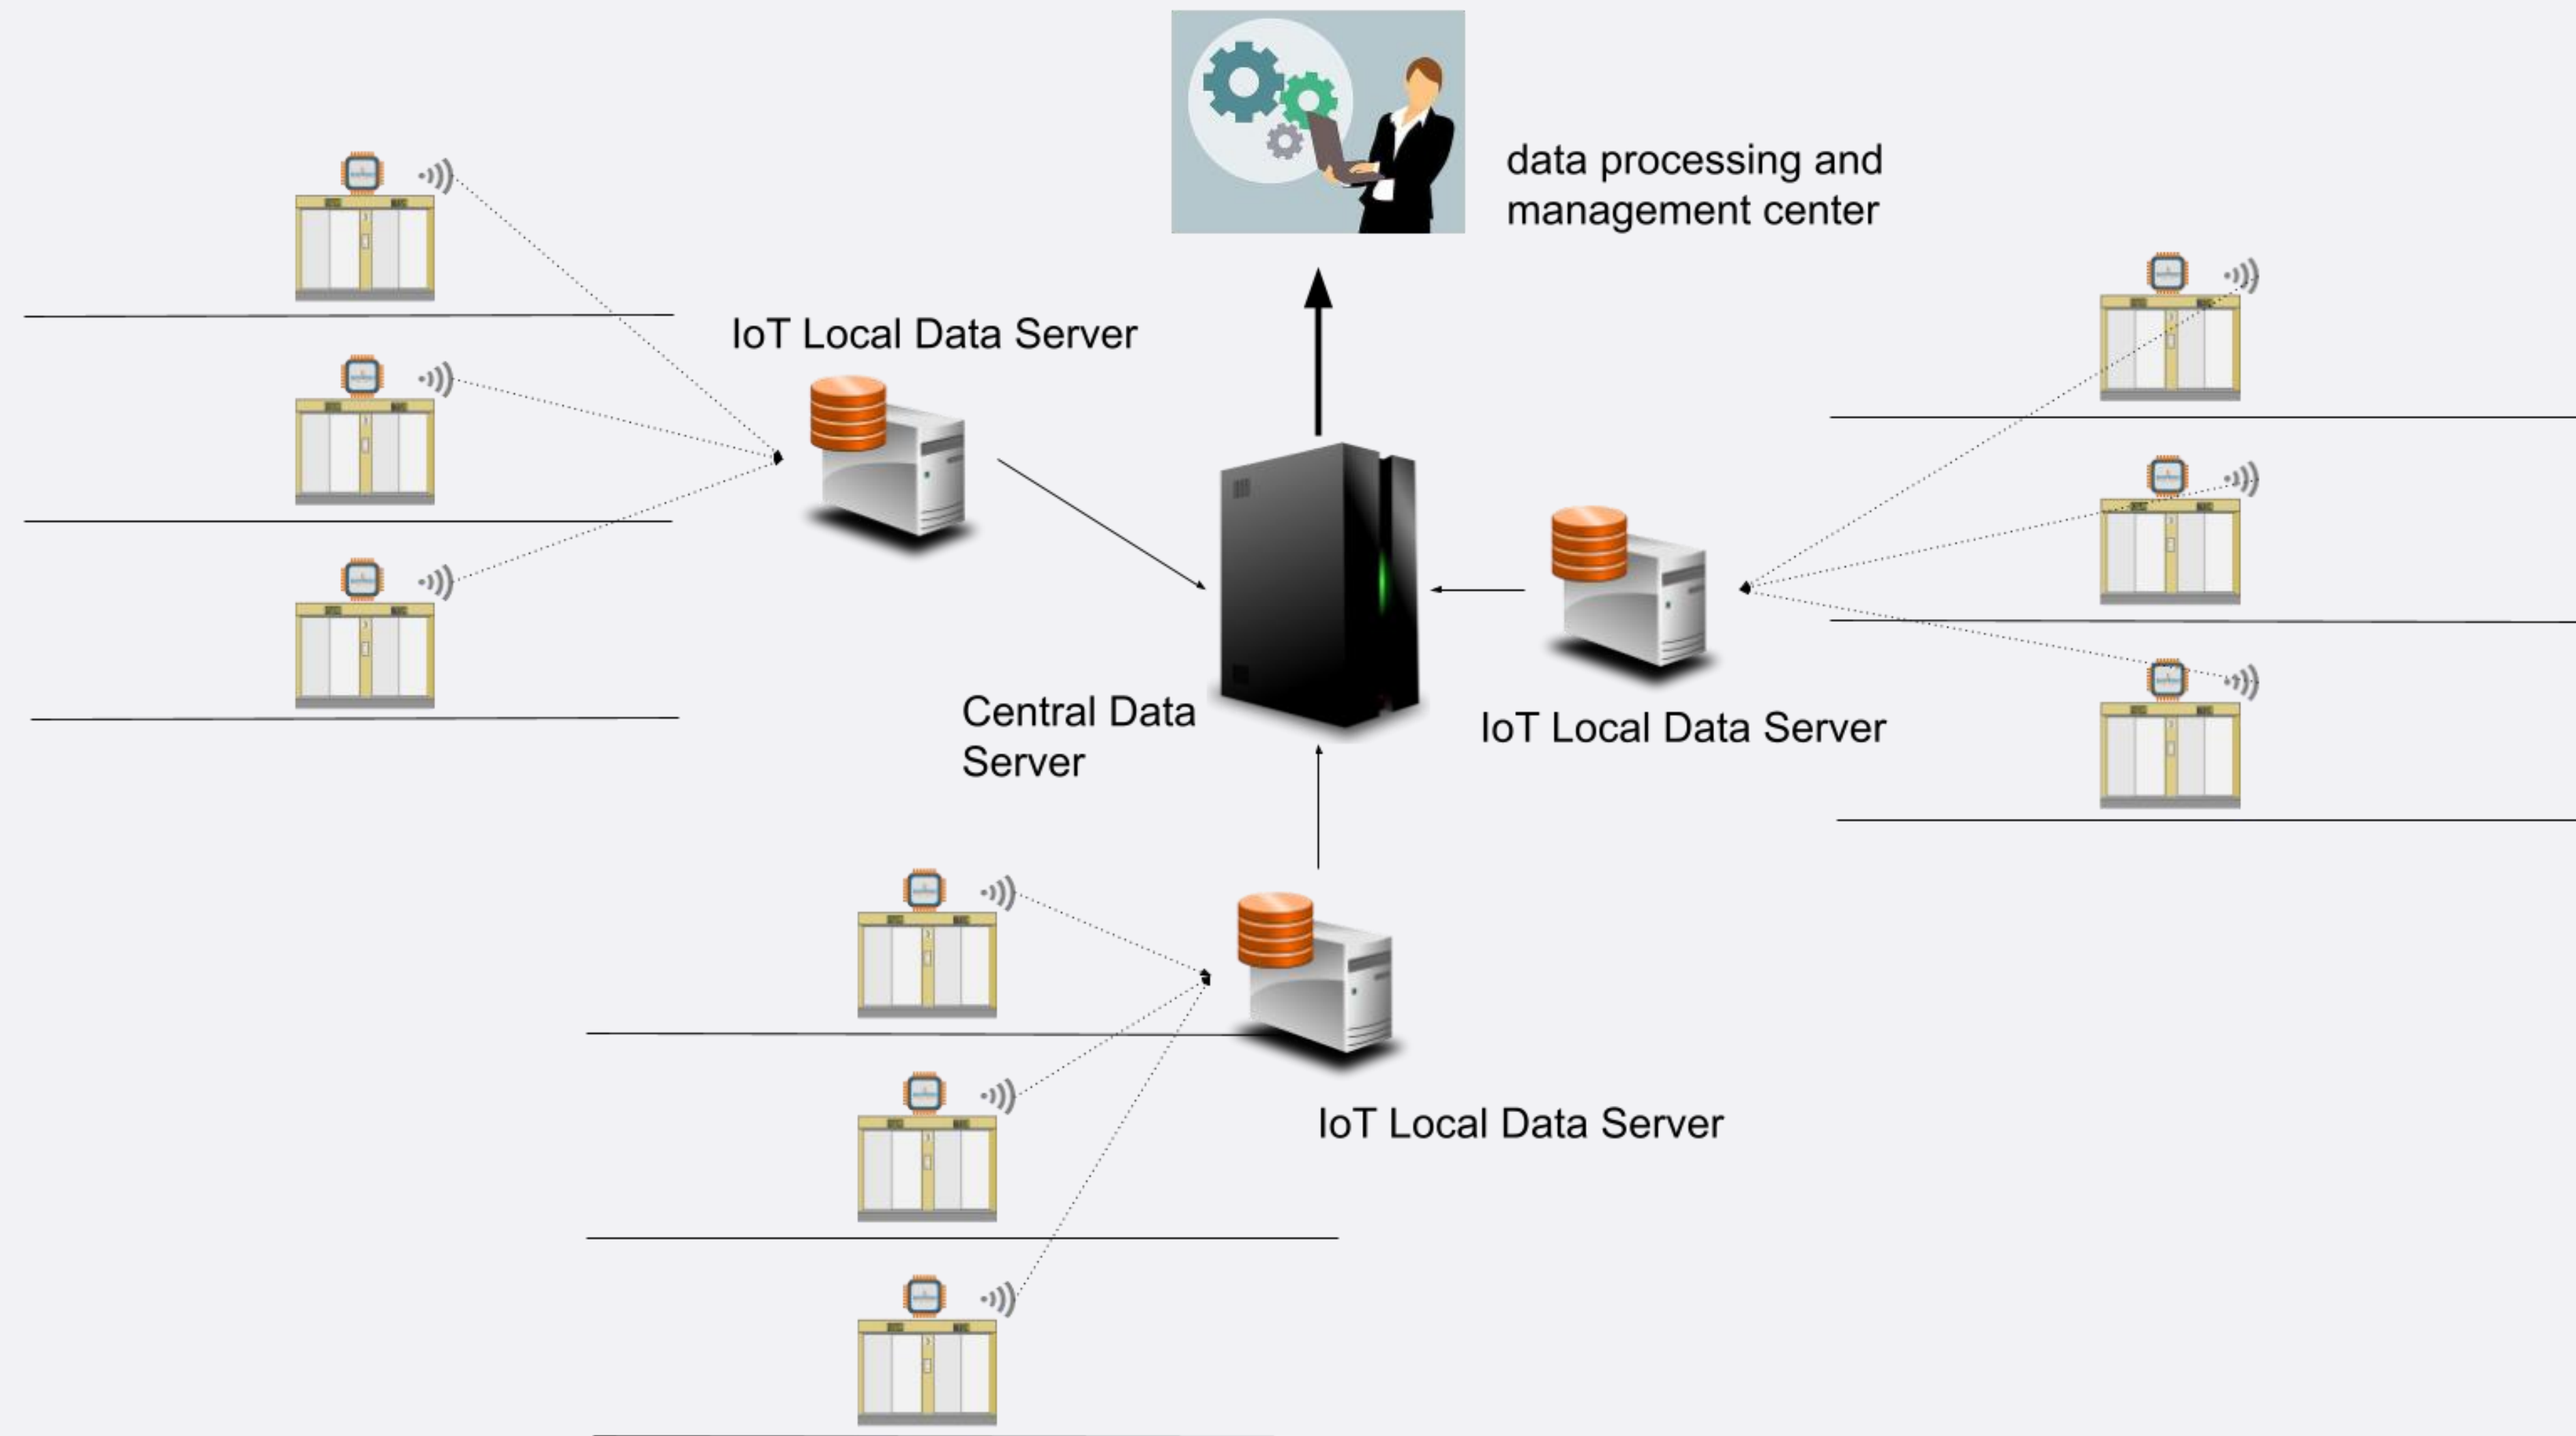 data processing and
management center
IoT Local Data Server
Central Data
Server
IoT Local Data Server
IoT Local Data Server